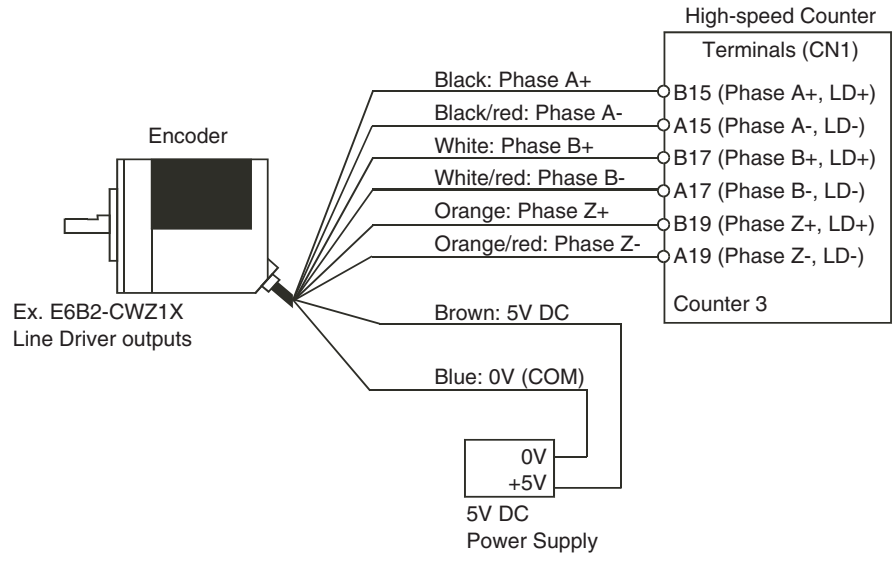 High-speed Counter
Terminals (CN1)
Black: Phase A+
B15 (Phase A+, LD+)
Black/red: Phase A-
A15 (Phase A-, LD-)
White: Phase B+
B17 (Phase B+, LD+)
White/red: Phase B-
A17 (Phase B-, LD-)
Orange: Phase Z+
B19 (Phase Z+, LD+)
Orange/red: Phase Z-
A19 (Phase Z-, LD-)
Counter 3
Encoder
Ex. E6B2-CWZ1X
Line Driver outputs
Brown: 5V DC
Blue: 0V (COM)
0V
+5V
5V DC
Power Supply